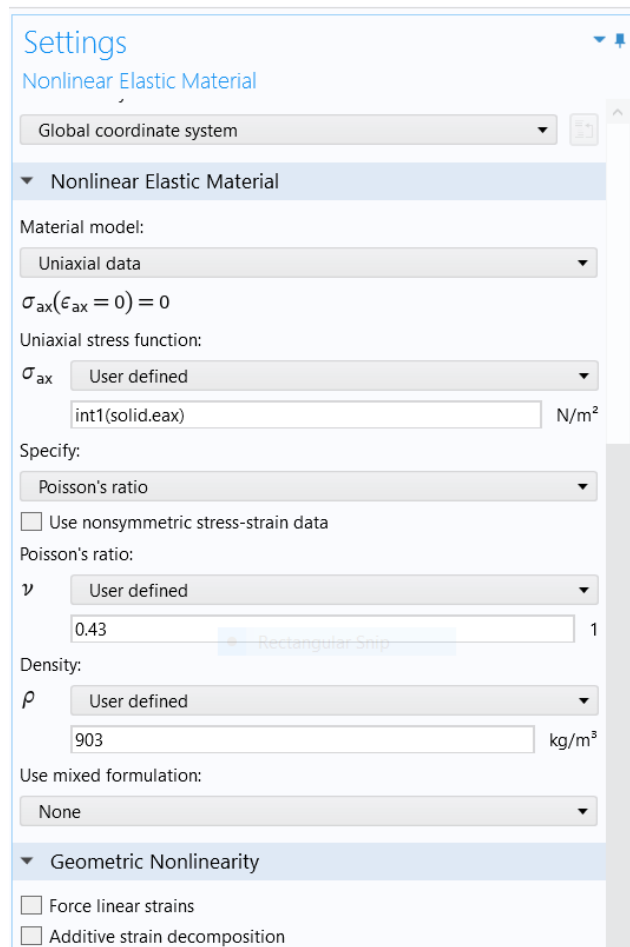 Settings
Nonlinear Elastic Material
Global coordinate system
Nonlinear Elastic Material
Material model:
Uniaxial data
σax(ϵax = 0) = 0
Uniaxial stress function:
σax User defined
int1(solid.eax) N/m²
Specify:
Poisson's ratio
Use nonsymmetric stress-strain data
Poisson's ratio:
ν User defined
0.43 1
Rectangular Snip
Density:
ρ User defined
903 kg/m³
Use mixed formulation:
None
Geometric Nonlinearity
Force linear strains
Additive strain decomposition